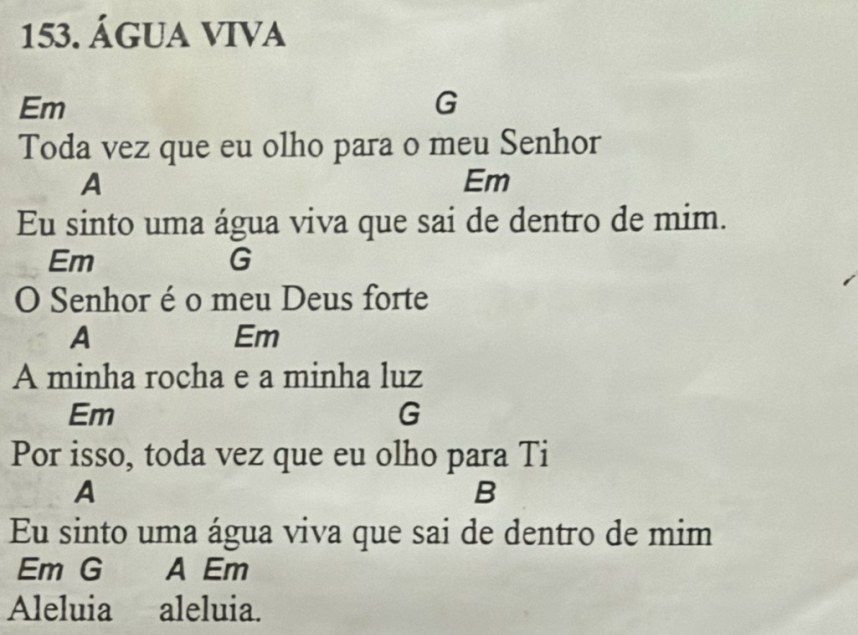 153. ÁGUA VIVA
Em G
Toda vez que eu olho para o meu Senhor
A Em
Eu sinto uma água viva que sai de dentro de mim.
Em G
O Senhor é o meu Deus forte
A Em
A minha rocha e a minha luz
Em G
Por isso, toda vez que eu olho para Ti
A B
Eu sinto uma água viva que sai de dentro de mim
Em G A Em
Aleluia aleluia.